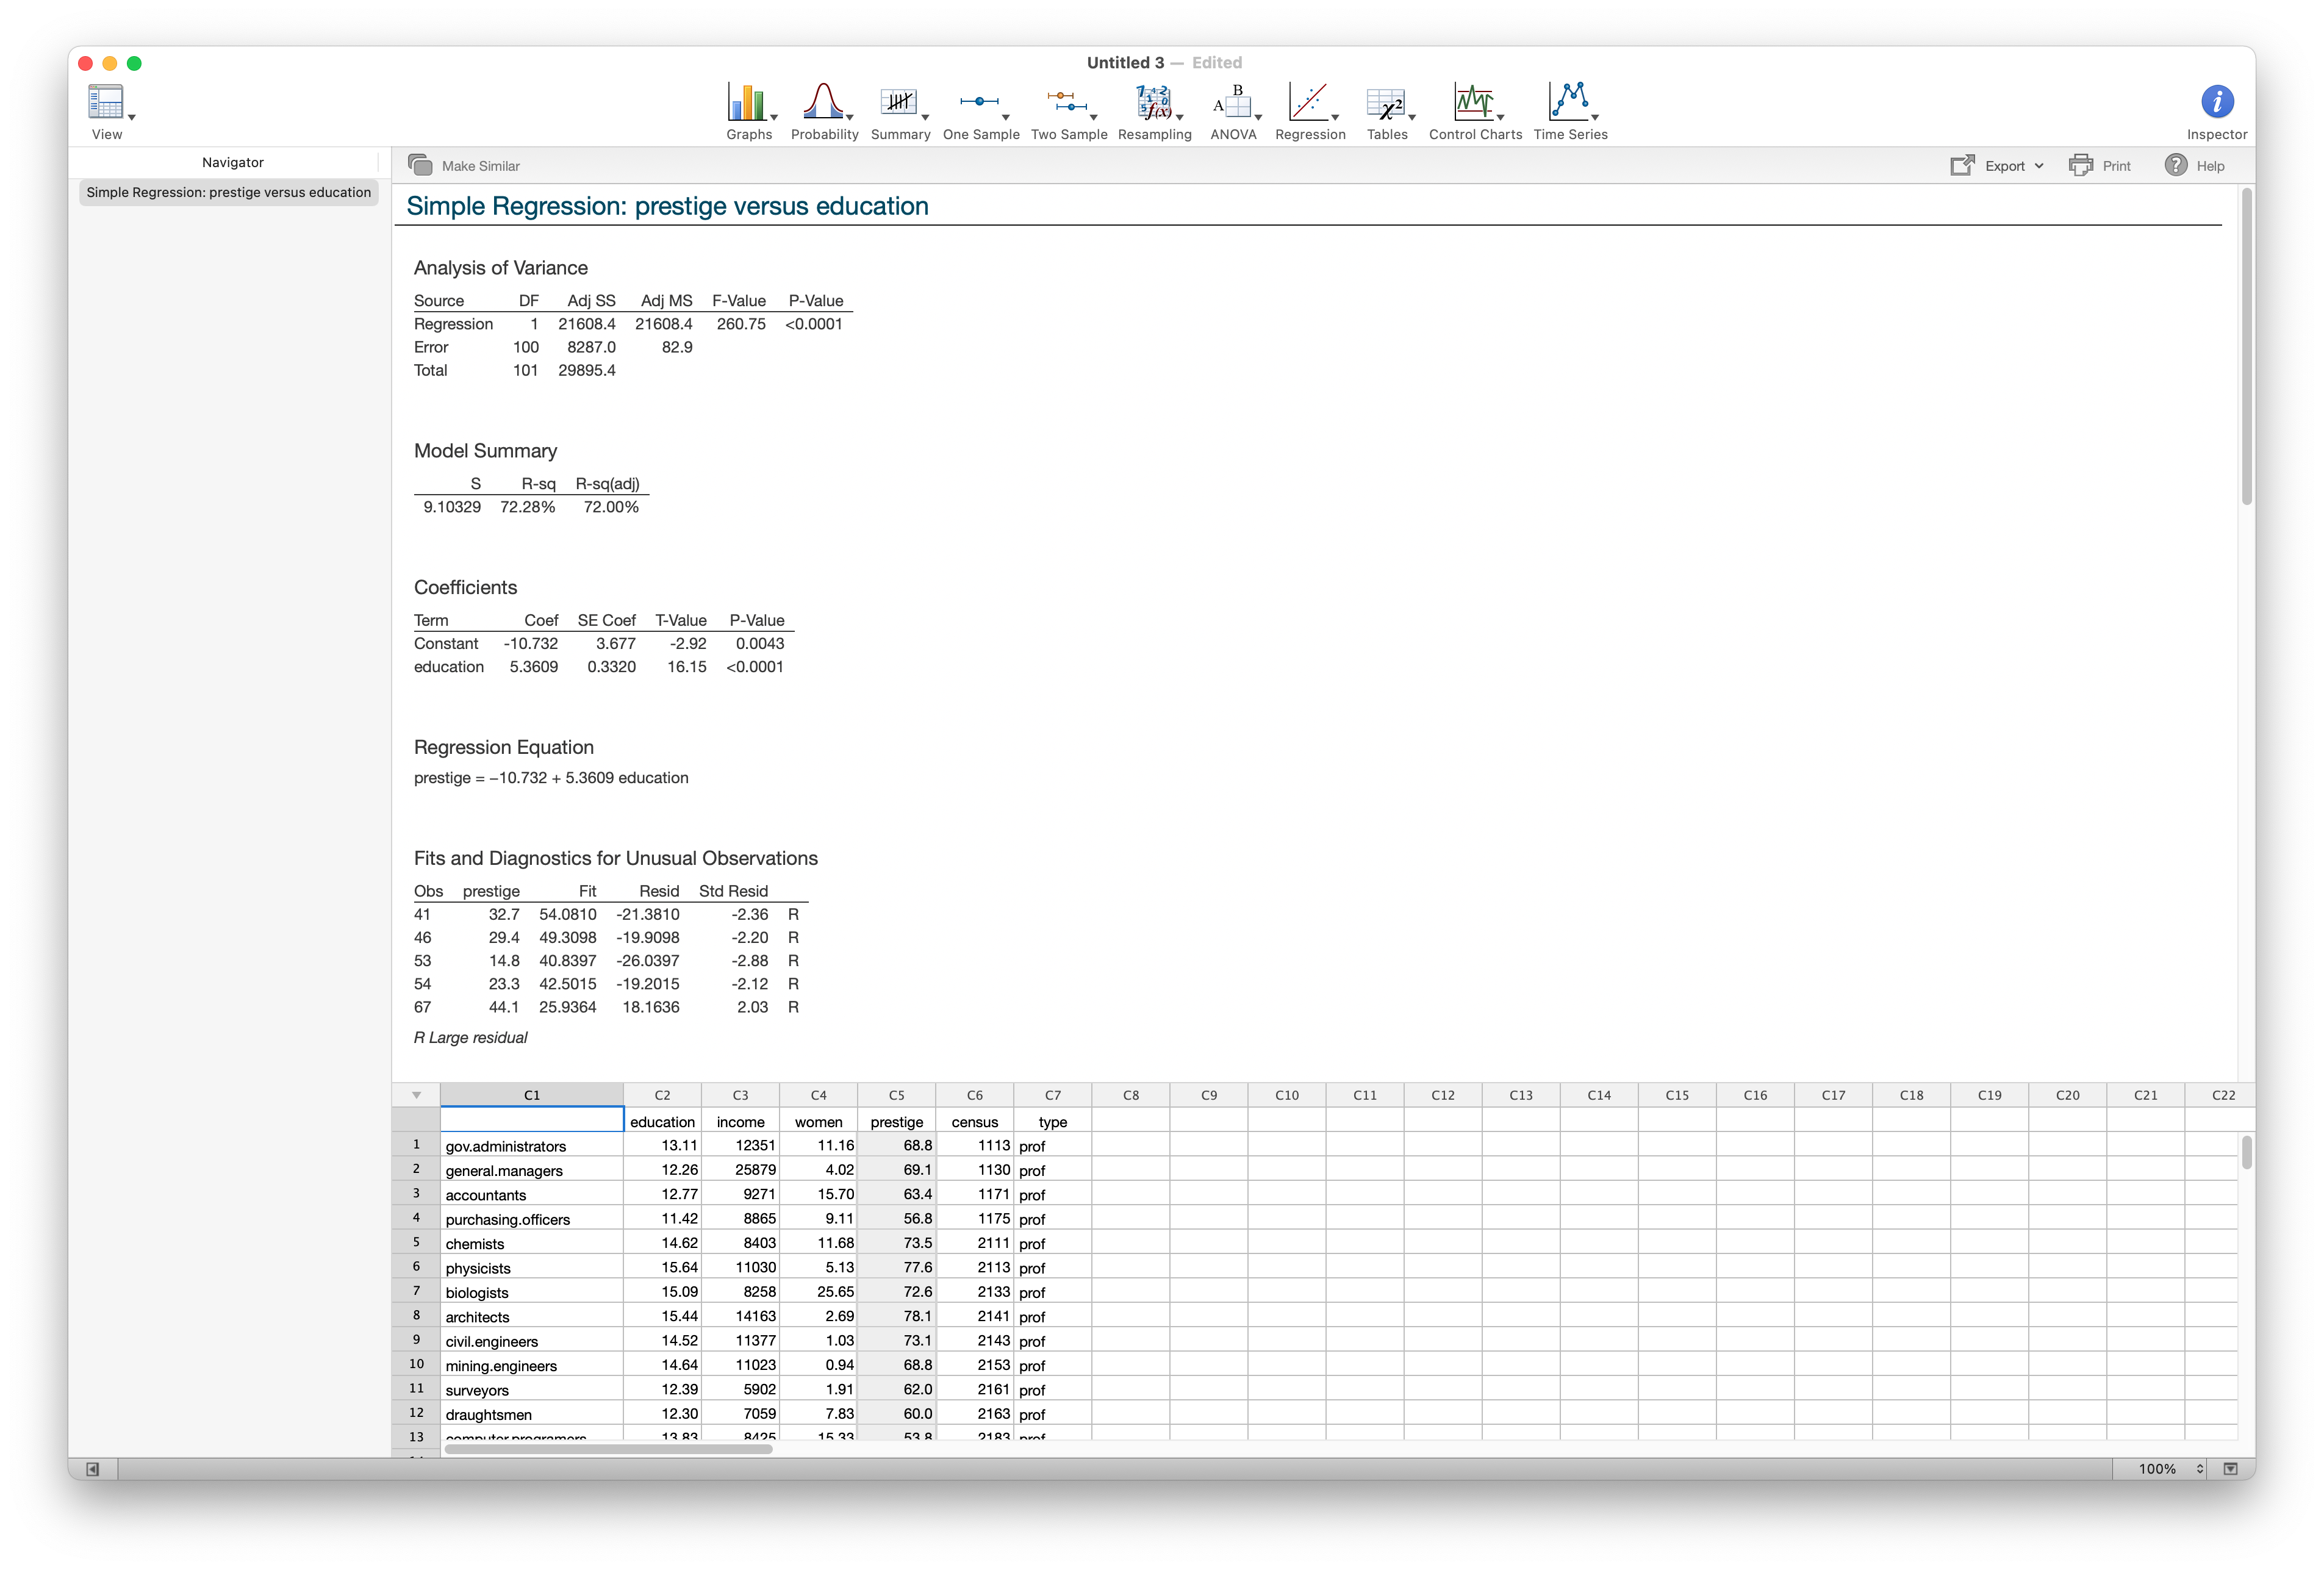 Untitled 3 — Edited
View
Graphs Probability Summary One Sample Two Sample Resampling ANOVA Regression Tables Control Charts Time Series
Inspector
Navigator
Make Similar
Export Print Help
Simple Regression: prestige versus education
Simple Regression: prestige versus education
Analysis of Variance
Source DF Adj SS Adj MS F-Value P-Value
Regression 1 21608.4 21608.4 260.75 <0.0001
Error 100 8287.0 82.9
Total 101 29895.4
Model Summary
S R-sq R-sq(adj)
9.10329 72.28% 72.00%
Coefficients
Term Coef SE Coef T-Value P-Value
Constant -10.732 3.677 -2.92 0.0043
education 5.3609 0.3320 16.15 <0.0001
Regression Equation
prestige = −10.732 + 5.3609 education
Fits and Diagnostics for Unusual Observations
Obs prestige Fit Resid Std Resid
41 32.7 54.0810 -21.3810 -2.36 R
46 29.4 49.3098 -19.9098 -2.20 R
53 14.8 40.8397 -26.0397 -2.88 R
54 23.3 42.5015 -19.2015 -2.12 R
67 44.1 25.9364 18.1636 2.03 R
R Large residual
C1 C2 C3 C4 C5 C6 C7 C8 C9 C10 C11 C12 C13 C14 C15 C16 C17 C18 C19 C20 C21 C22
education income women prestige census type
1 gov.administrators 13.11 12351 11.16 68.8 1113 prof
2 general.managers 12.26 25879 4.02 69.1 1130 prof
3 accountants 12.77 9271 15.70 63.4 1171 prof
4 purchasing.officers 11.42 8865 9.11 56.8 1175 prof
5 chemists 14.62 8403 11.68 73.5 2111 prof
6 physicists 15.64 11030 5.13 77.6 2113 prof
7 biologists 15.09 8258 25.65 72.6 2133 prof
8 architects 15.44 14163 2.69 78.1 2141 prof
9 civil.engineers 14.52 11377 1.03 73.1 2143 prof
10 mining.engineers 14.64 11023 0.94 68.8 2153 prof
11 surveyors 12.39 5902 1.91 62.0 2161 prof
12 draughtsmen 12.30 7059 7.83 60.0 2163 prof
13 computer.programers 13.83 8425 15.33 53.8 2183 prof
100%